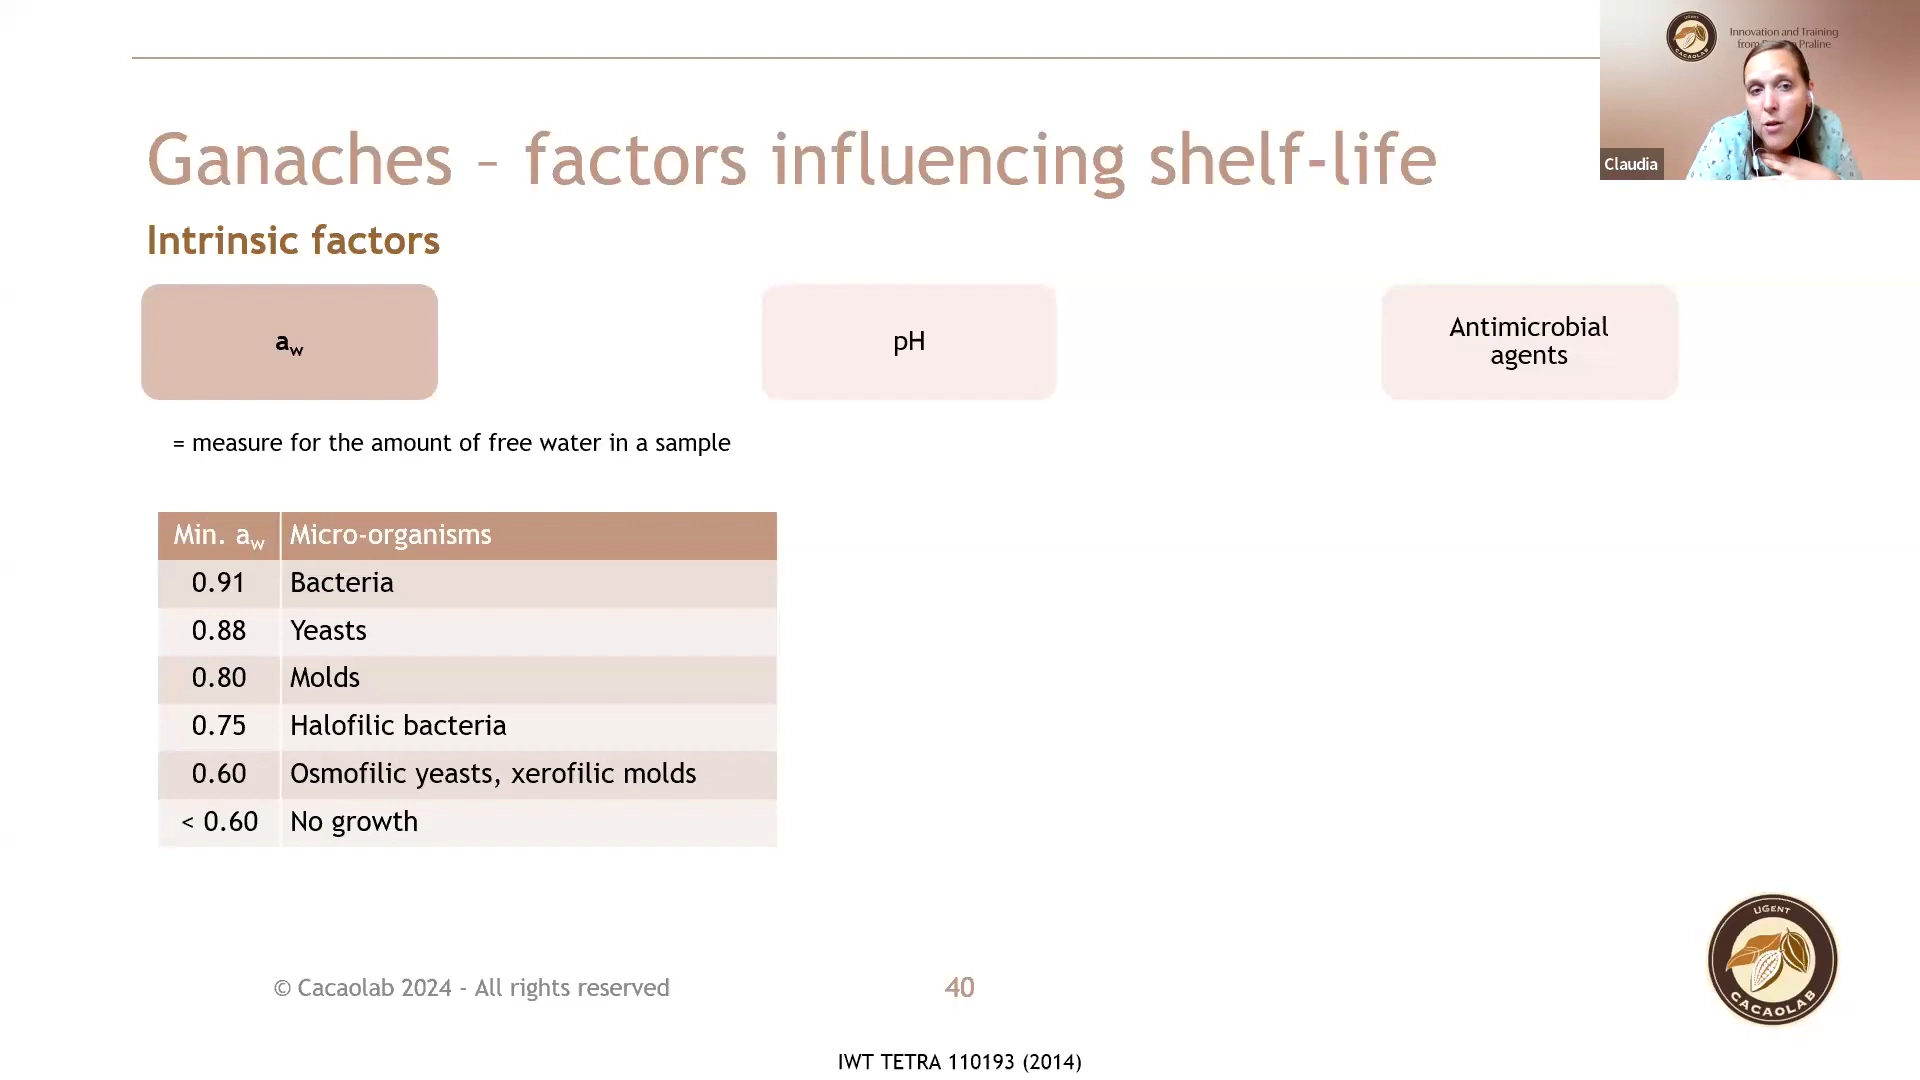 Innovation and Training
from Praline
Claudia
Ganaches – factors influencing shelf-life
Intrinsic factors
aw
pH
Antimicrobial
agents
= measure for the amount of free water in a sample
Min. aw Micro-organisms
0.91 Bacteria
0.88 Yeasts
0.80 Molds
0.75 Halofilic bacteria
0.60 Osmofilic yeasts, xerofilic molds
< 0.60 No growth
UGENT
CACAOLAB
© Cacaolab 2024 - All rights reserved
40
IWT TETRA 110193 (2014)